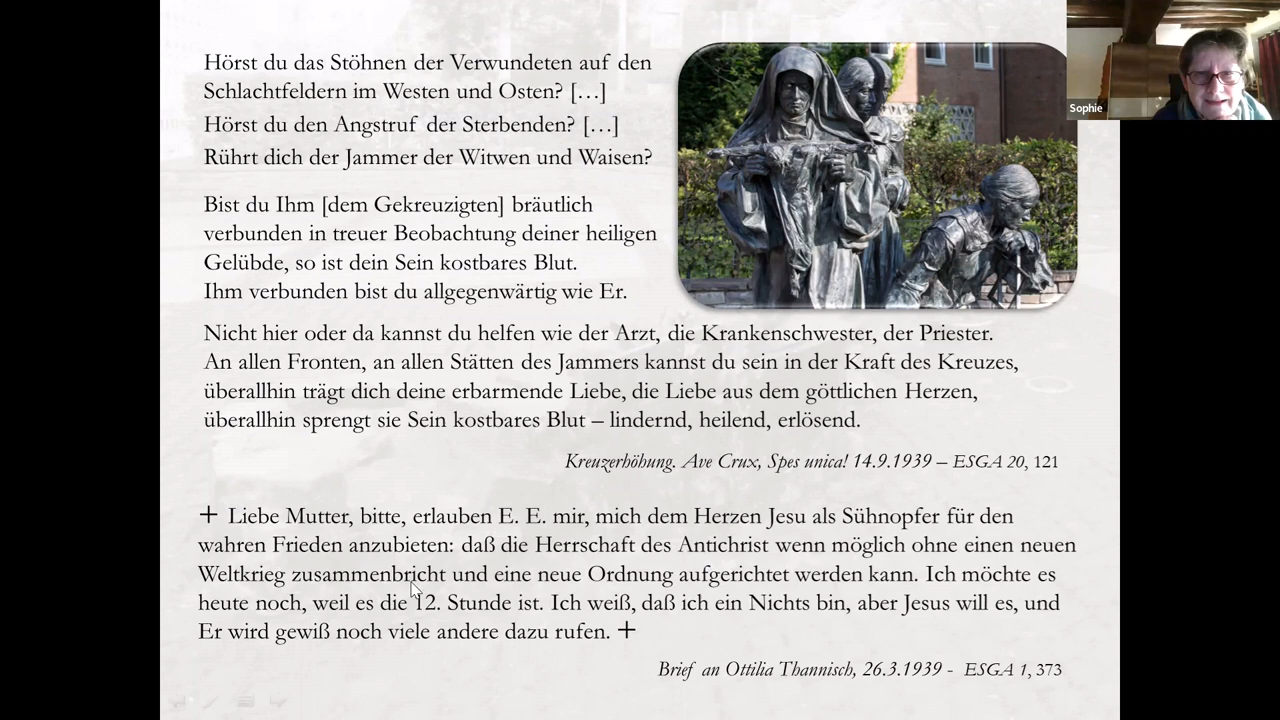 Hörst du das Stöhnen der Verwundeten auf den
Schlachtfeldern im Westen und Osten? […]
Hörst du den Angstruf der Sterbenden? […]
Rührt dich der Jammer der Witwen und Waisen?
Bist du Ihm [dem Gekreuzigten] bräutlich
verbunden in treuer Beobachtung deiner heiligen
Gelübde, so ist dein Sein kostbares Blut.
Ihm verbunden bist du allgegenwärtig wie Er.
Nicht hier oder da kannst du helfen wie der Arzt, die Krankenschwester, der Priester.
An allen Fronten, an allen Stätten des Jammers kannst du sein in der Kraft des Kreuzes,
überallhin trägt dich deine erbarmende Liebe, die Liebe aus dem göttlichen Herzen,
überallhin sprengt sie Sein kostbares Blut – lindernd, heilend, erlösend.
Kreuzerhöhung. Ave Crux, Spes unica! 14.9.1939 – ESGA 20, 121
+ Liebe Mutter, bitte, erlauben E. E. mir, mich dem Herzen Jesu als Sühnopfer für den
wahren Frieden anzubieten: daß die Herrschaft des Antichrist wenn möglich ohne einen neuen
Weltkrieg zusammenbricht und eine neue Ordnung aufgerichtet werden kann. Ich möchte es
heute noch, weil es die 12. Stunde ist. Ich weiß, daß ich ein Nichts bin, aber Jesus will es, und
Er wird gewiß noch viele andere dazu rufen. +
Brief an Ottilia Thannisch, 26.3.1939 - ESGA 1, 373
Sophie